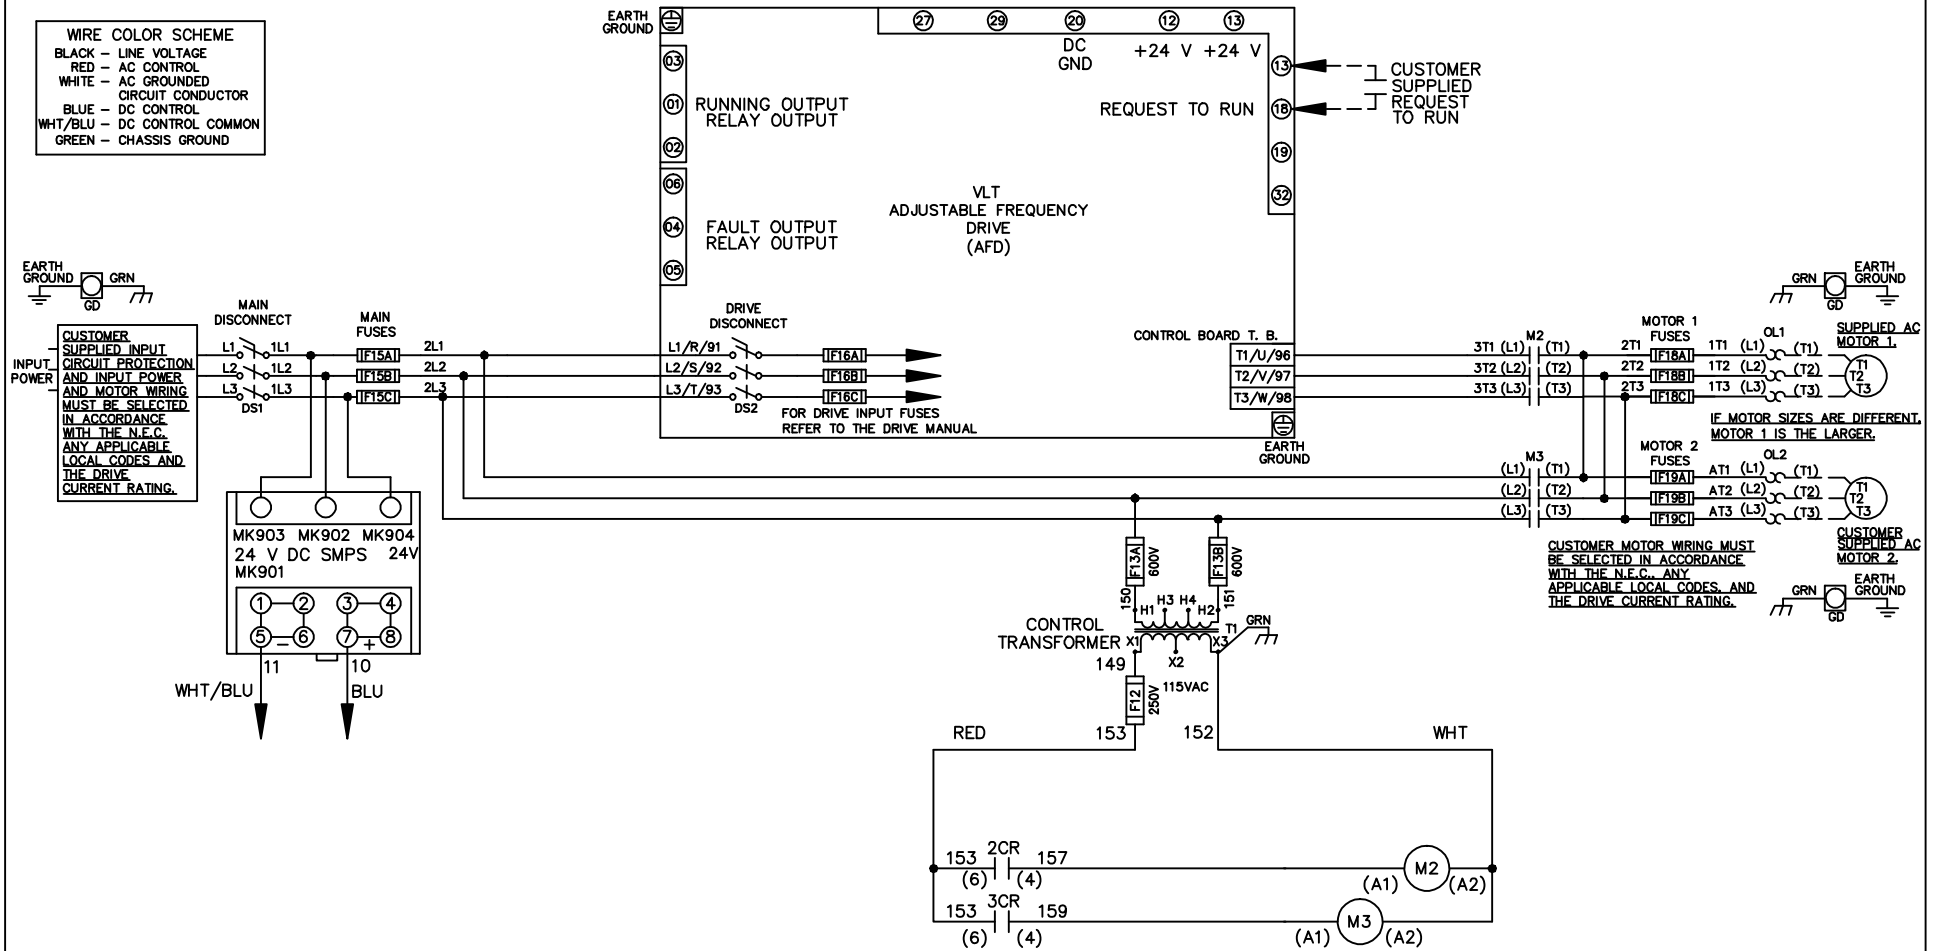 WIRE COLOR SCHEME
BLACK – LINE VOLTAGE
RED – AC CONTROL
WHITE – AC GROUNDED
CIRCUIT CONDUCTOR
BLUE – DC CONTROL
WHT/BLU – DC CONTROL COMMON
GREEN – CHASSIS GROUND
EARTH
GROUND
27 29 20 12 13
DC
GND
+24 V +24 V
03
01
02
RUNNING OUTPUT
RELAY OUTPUT
06
04
05
FAULT OUTPUT
RELAY OUTPUT
REQUEST TO RUN
13
18
19
32
CUSTOMER
SUPPLIED
REQUEST
TO RUN
VLT
ADJUSTABLE FREQUENCY
DRIVE
(AFD)
EARTH
GROUND
GRN
GD
INPUT
POWER
CUSTOMER
SUPPLIED INPUT
CIRCUIT PROTECTION
AND INPUT POWER
AND MOTOR WIRING
MUST BE SELECTED
IN ACCORDANCE
WITH THE N.E.C.
ANY APPLICABLE
LOCAL CODES AND
THE DRIVE
CURRENT RATING.
MAIN
DISCONNECT
L1 1L1
L2 1L2
L3 1L3
DS1
MAIN
FUSES
F15A 2L1
F15B 2L2
F15C 2L3
DRIVE
DISCONNECT
L1/R/91 F16A
L2/S/92 F16B
L3/T/93 F16C
DS2
FOR DRIVE INPUT FUSES
REFER TO THE DRIVE MANUAL
CONTROL BOARD T. B.
T1/U/96
T2/V/97
T3/W/98
EARTH
GROUND
M2
3T1 (L1) (T1)
3T2 (L2) (T2)
3T3 (L3) (T3)
MOTOR 1
FUSES
2T1 F18A 1T1 (L1) (T1)
2T2 F18B 1T2 (L2) (T2)
2T3 F18C 1T3 (L3) (T3)
OL1
T1
T2
T3
GRN
GD
EARTH
GROUND
SUPPLIED AC
MOTOR 1.
IF MOTOR SIZES ARE DIFFERENT,
MOTOR 1 IS THE LARGER.
M3
(L1) (T1)
(L2) (T2)
(L3) (T3)
MOTOR 2
FUSES
F19A AT1 (L1) (T1)
F19B AT2 (L2) (T2)
F19C AT3 (L3) (T3)
OL2
T1
T2
T3
CUSTOMER
SUPPLIED AC
MOTOR 2.
CUSTOMER MOTOR WIRING MUST
BE SELECTED IN ACCORDANCE
WITH THE N.E.C., ANY
APPLICABLE LOCAL CODES, AND
THE DRIVE CURRENT RATING.
GRN
GD
EARTH
GROUND
MK903 MK902 MK904
24 V DC SMPS 24V
MK901
1 2 3 4
5 – 6 7 + 8
11 10
WHT/BLU BLU
F13A 600V
F13B 600V
150 151
H1 H3 H4 H2
CONTROL
TRANSFORMER
T1
GRN
X1 X2 X3
149
115VAC
F12 250V
153 152
RED WHT
153 2CR 157
(6) (4)
M2
(A1) (A2)
153 3CR 159
(6) (4)
M3
(A1) (A2)